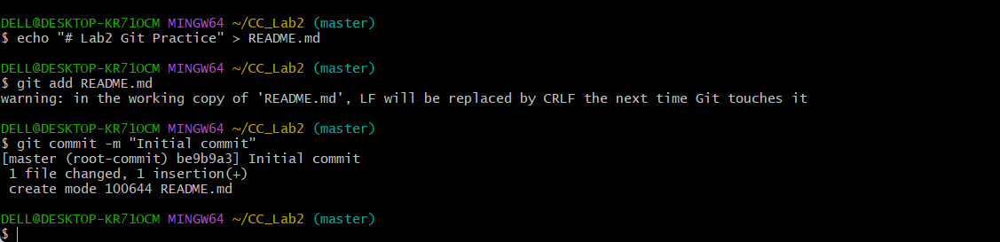 DELL@DESKTOP-KR71OCM MINGW64 ~/CC_Lab2 (master)
$ echo "# Lab2 Git Practice" > README.md
DELL@DESKTOP-KR71OCM MINGW64 ~/CC_Lab2 (master)
$ git add README.md
warning: in the working copy of 'README.md', LF will be replaced by CRLF the next time Git touches it
DELL@DESKTOP-KR71OCM MINGW64 ~/CC_Lab2 (master)
$ git commit -m "Initial commit"
[master (root-commit) be9b9a3] Initial commit
 1 file changed, 1 insertion(+)
 create mode 100644 README.md
DELL@DESKTOP-KR71OCM MINGW64 ~/CC_Lab2 (master)
$